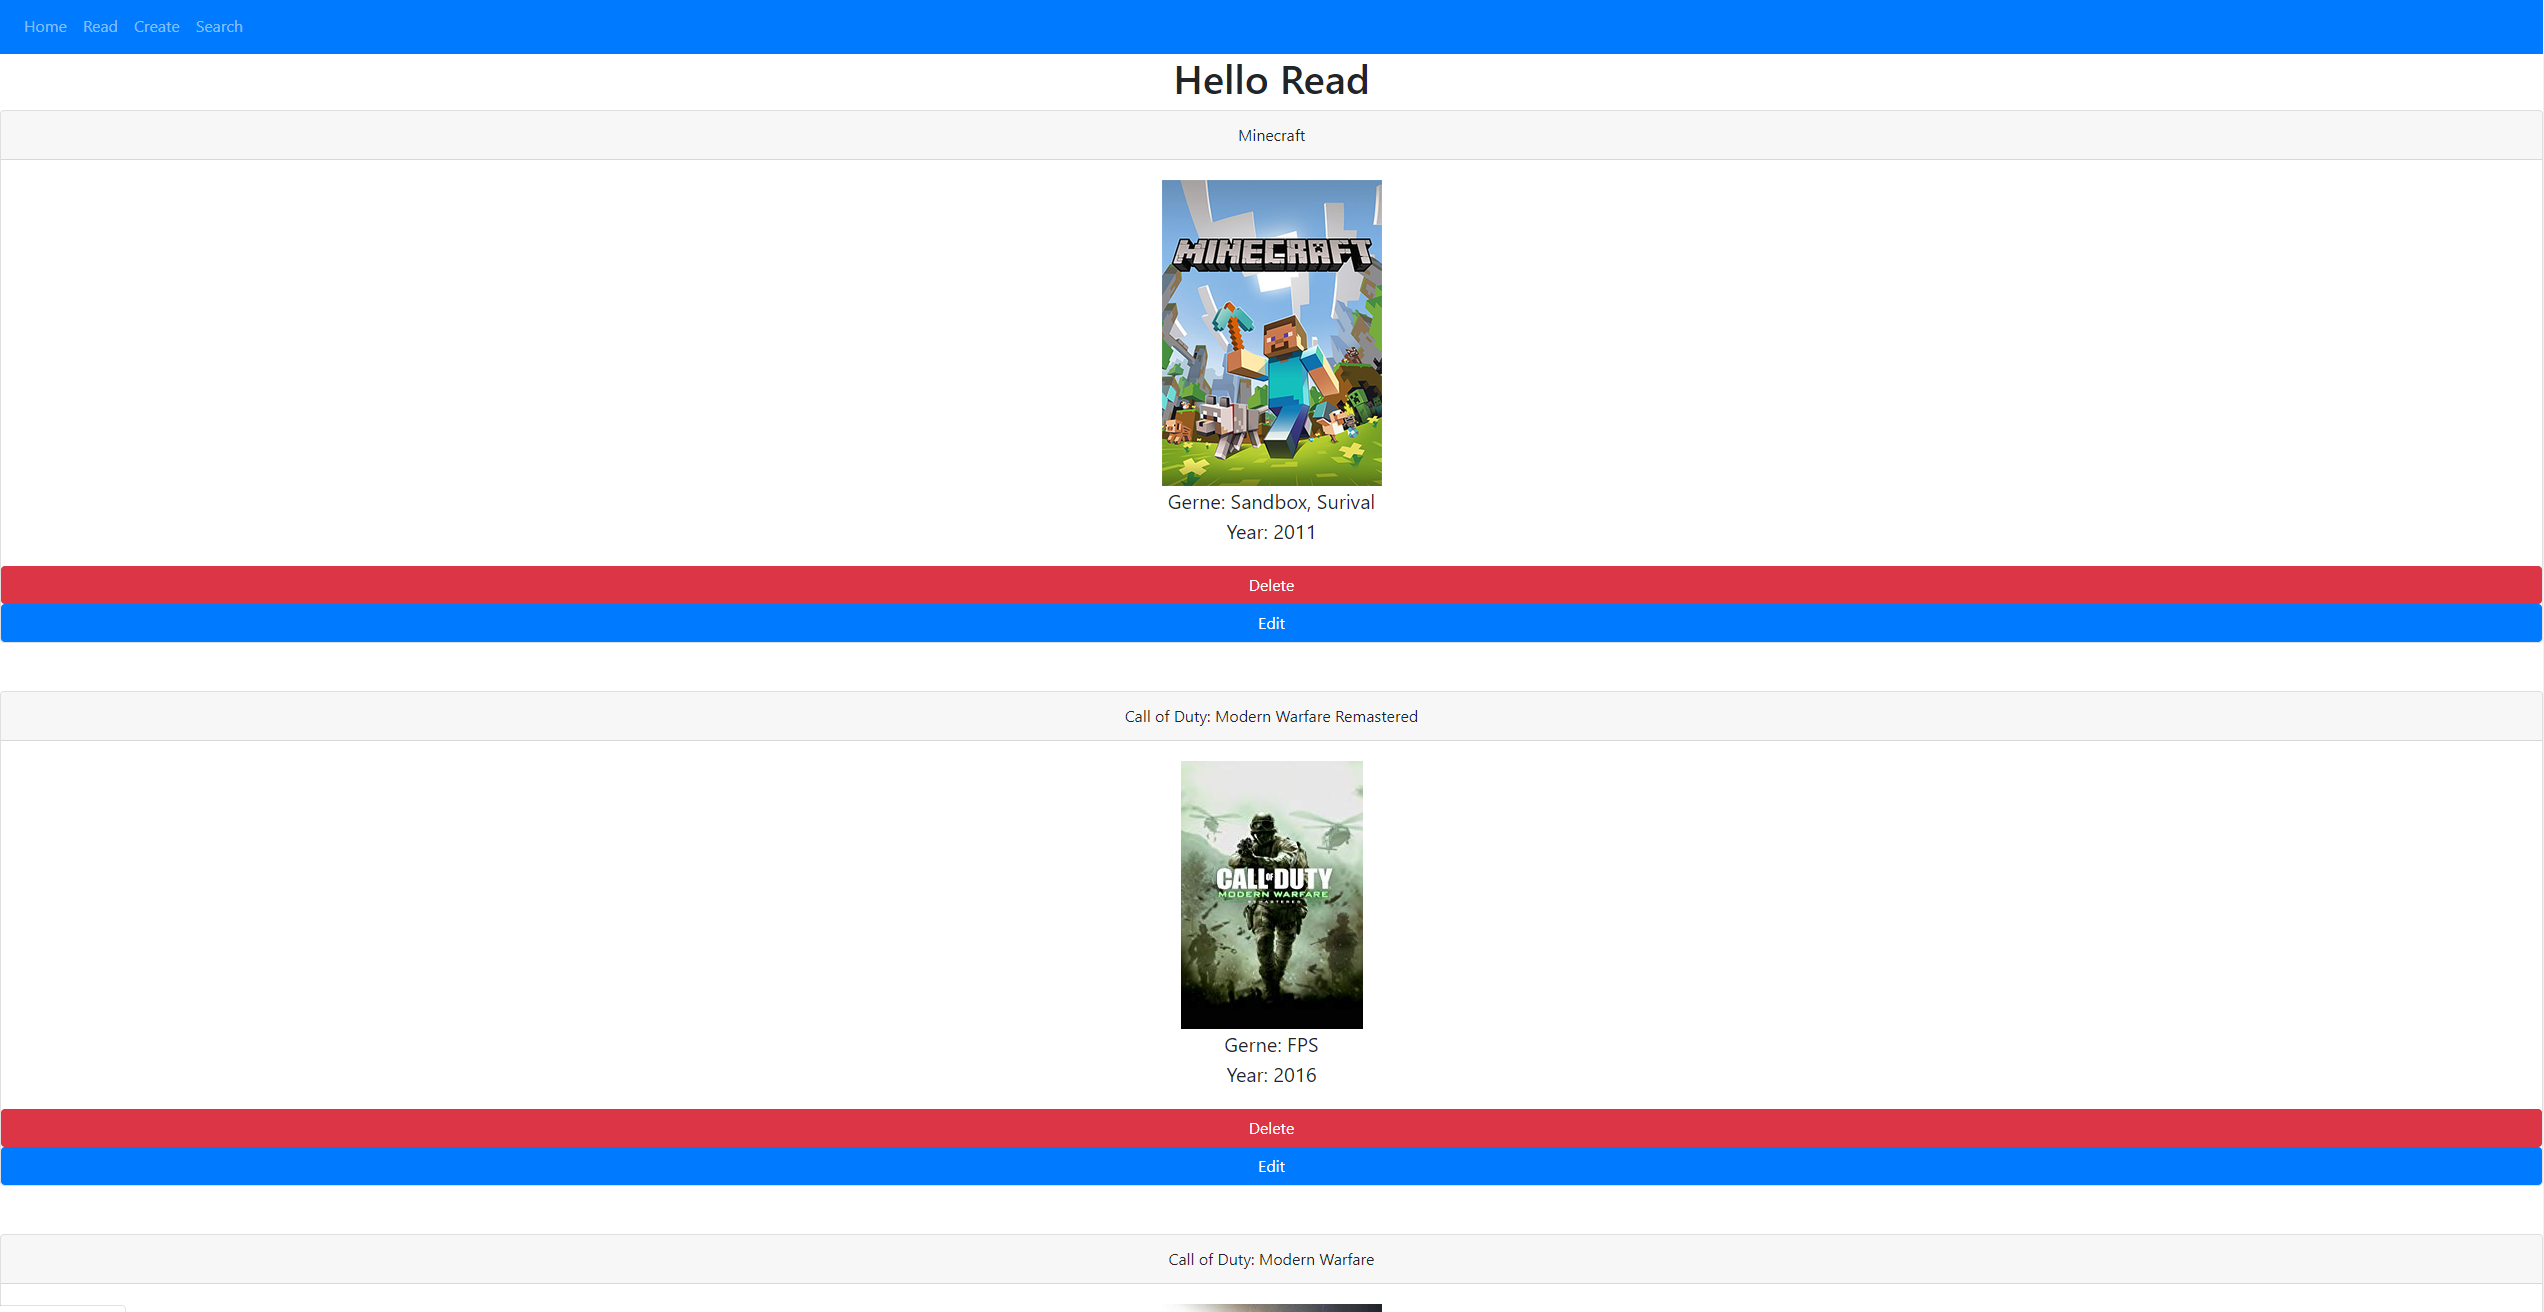 Home Read Create Search
Hello Read
Minecraft
MINECRAFT
Gerne: Sandbox, Surival
Year: 2011
Delete
Edit
Call of Duty: Modern Warfare Remastered
CALL OF DUTY
MODERN WARFARE
REMASTERED
Gerne: FPS
Year: 2016
Delete
Edit
Call of Duty: Modern Warfare